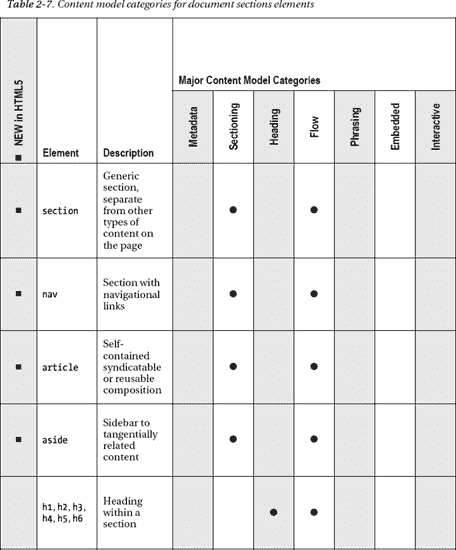 Table 2-7. Content model categories for document sections elements
■ NEW in HTML5
Element
Description
Major Content Model Categories
Metadata
Sectioning
Heading
Flow
Phrasing
Embedded
Interactive
■ section Generic section, separate from other types of content on the page ● ●
■ nav Section with navigational links ● ●
■ article Self-contained syndicatable or reusable composition ● ●
■ aside Sidebar to tangentially related content ● ●
h1, h2, h3, h4, h5, h6 Heading within a section ● ●